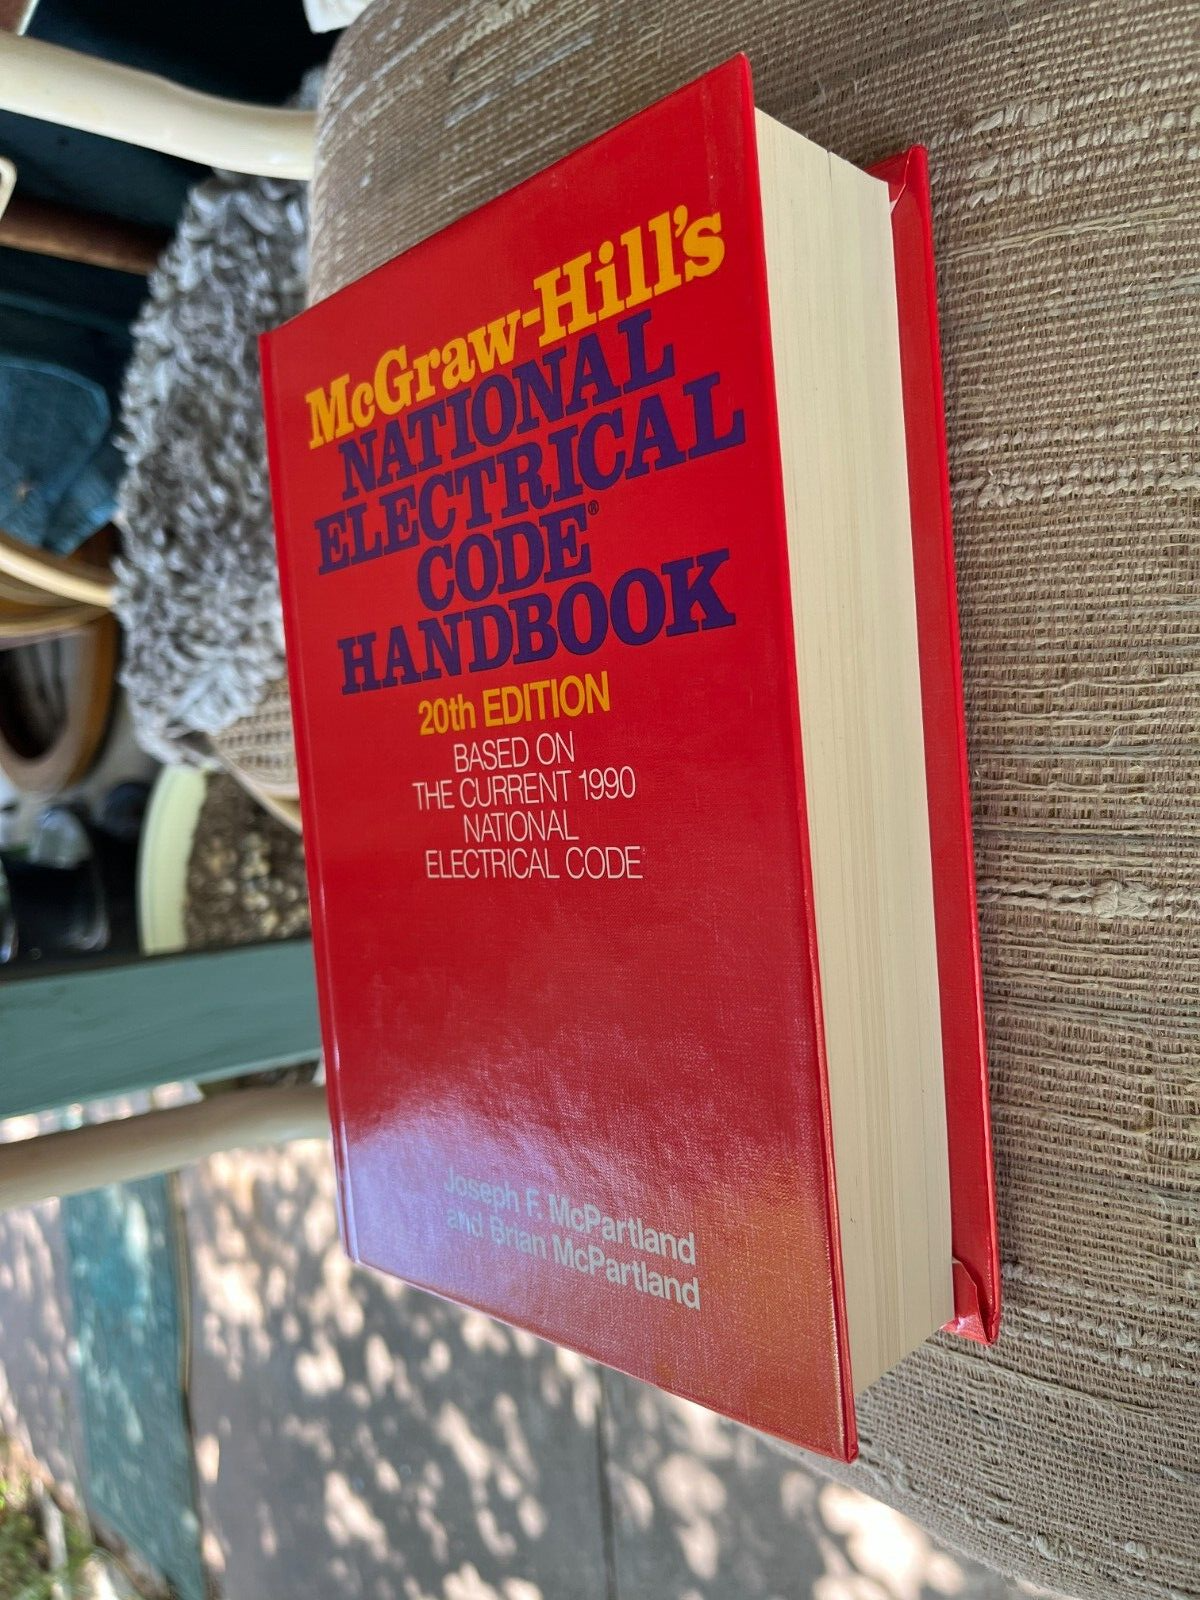 McGraw-Hill's
NATIONAL
ELECTRICAL
CODE®
HANDBOOK
20th EDITION
BASED ON
THE CURRENT 1990
NATIONAL
ELECTRICAL CODE®
Joseph F. McPartland
and Brian McPartland